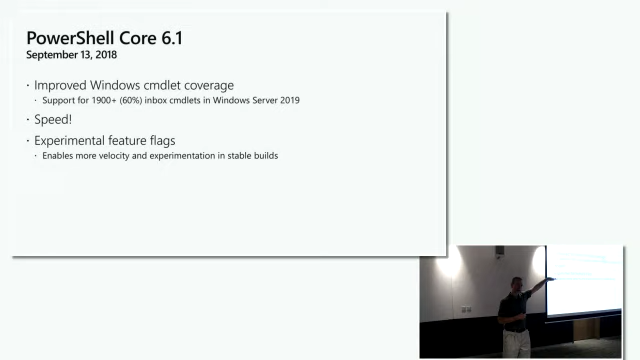 PowerShell Core 6.1
September 13, 2018
· Improved Windows cmdlet coverage
· Support for 1900+ (60%) inbox cmdlets in Windows Server 2019
· Speed!
· Experimental feature flags
· Enables more velocity and experimentation in stable builds